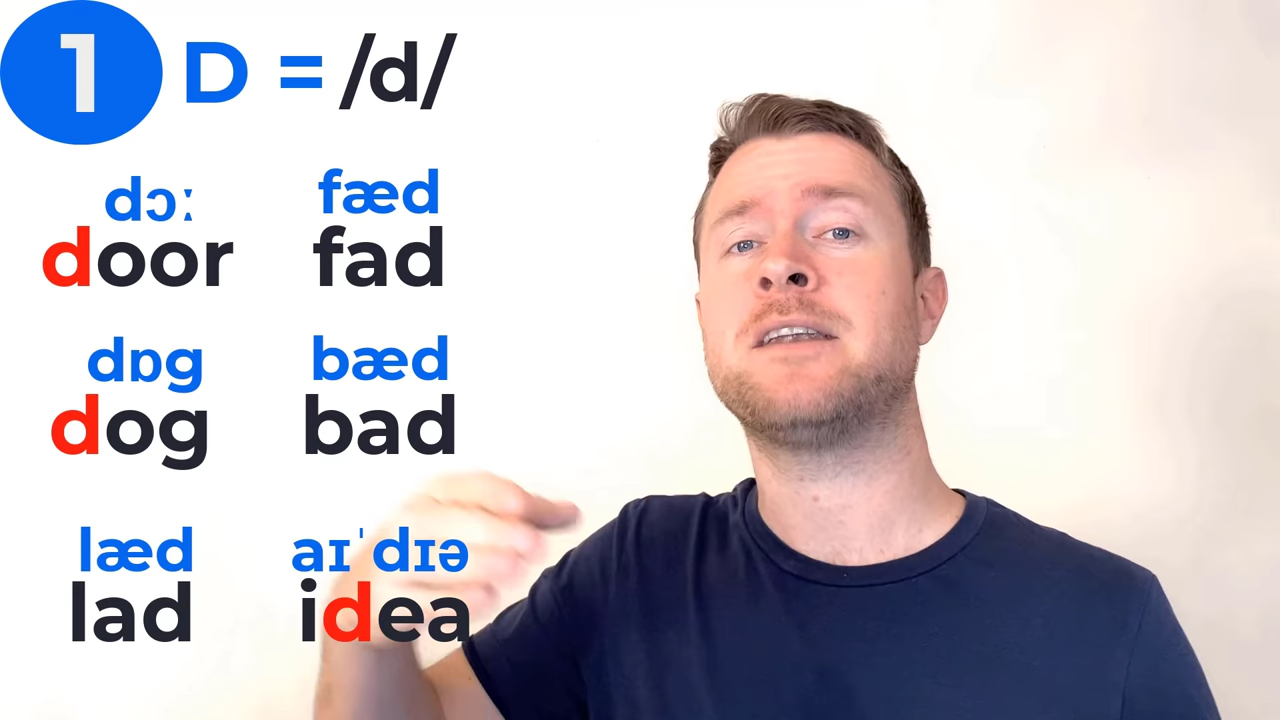 1 D = /d/
dɔː fæd
door fad
dɒg bæd
dog bad
læd aɪˈdɪə
lad idea